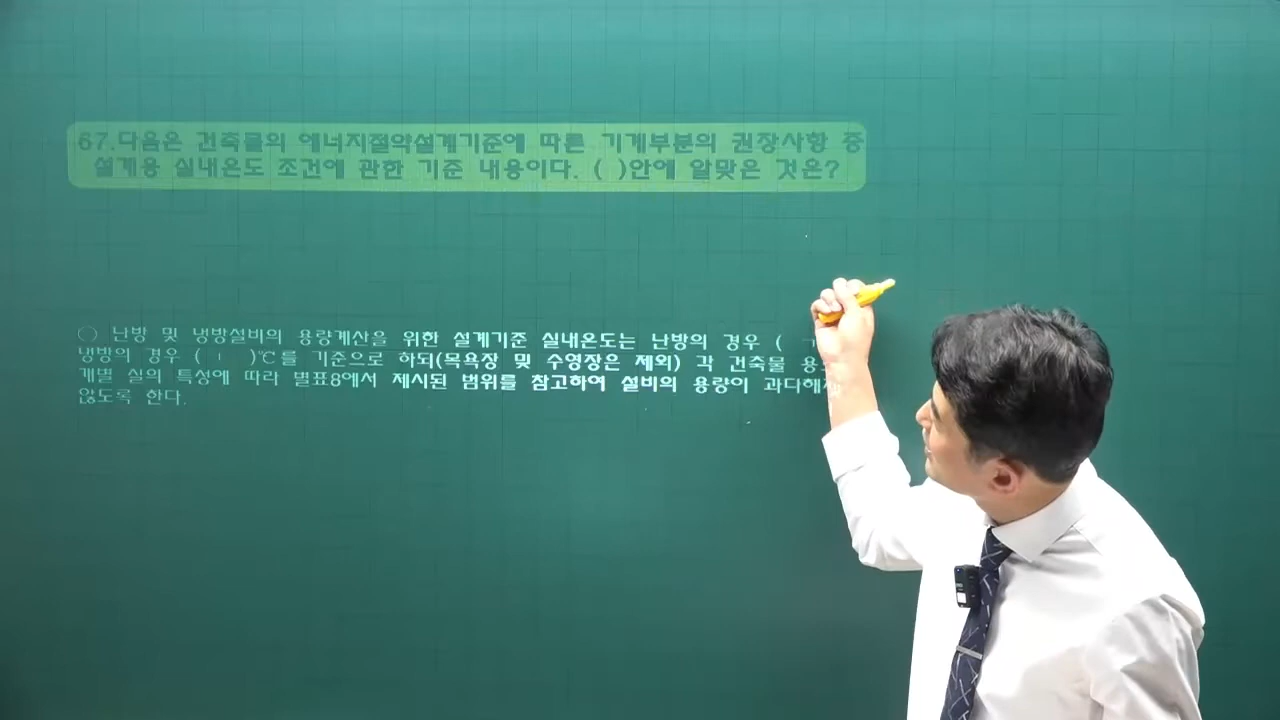 67.다음은 건축물의 에너지절약설계기준에 따른 기계부분의 권장사항 중
설계용 실내온도 조건에 관한 기준 내용이다. ( )안에 알맞은 것은?
○ 난방 및 냉방설비의 용량계산을 위한 설계기준 실내온도는 난방의 경우 (
냉방의 경우 ( )℃를 기준으로 하되(목욕장 및 수영장은 제외) 각 건축물
개별 실의 특성에 따라 별표8에서 제시된 범위를 참고하여 설비의 용량이
않도록 한다.